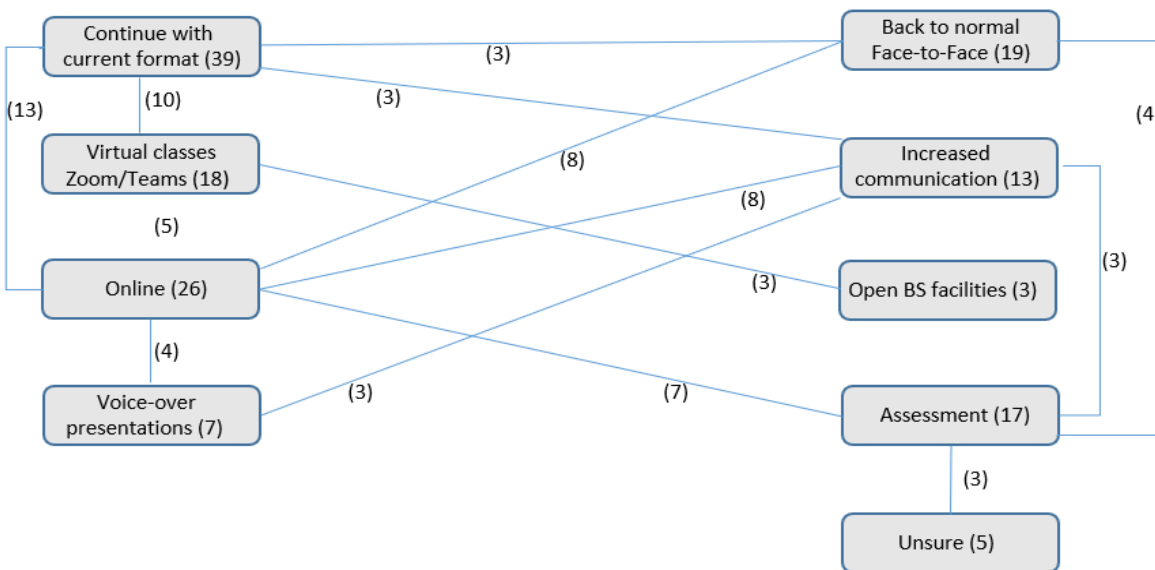 Continue with
current format (39)
(3)
Back to normal
Face-to-Face (19)
(13)
(10)
(3)
(4
Virtual classes
Zoom/Teams (18)
(8)
Increased
communication (13)
(5)
(8)
(3)
Online (26)
(3)
Open BS facilities (3)
(4)
Voice-over
presentations (7)
(3)
(7)
Assessment (17)
(3)
Unsure (5)